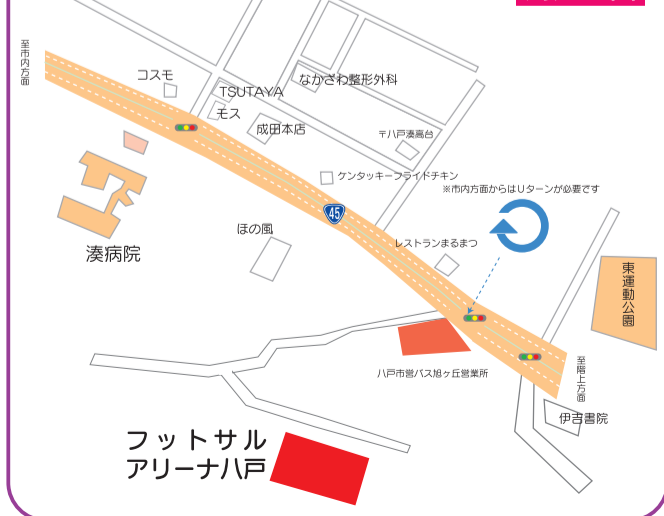 至市内方面
コスモ
TSUTAYA
なかざわ整形外科
モス
成田本店
〒八戸湊高台
ケンタッキーフライドチキン
※市内方面からはUターンが必要です
45
湊病院
ほの風
レストランまるまつ
東運動公園
八戸市営バス旭ヶ丘営業所
至階上方面
伊吉書院
フットサル
アリーナ八戸